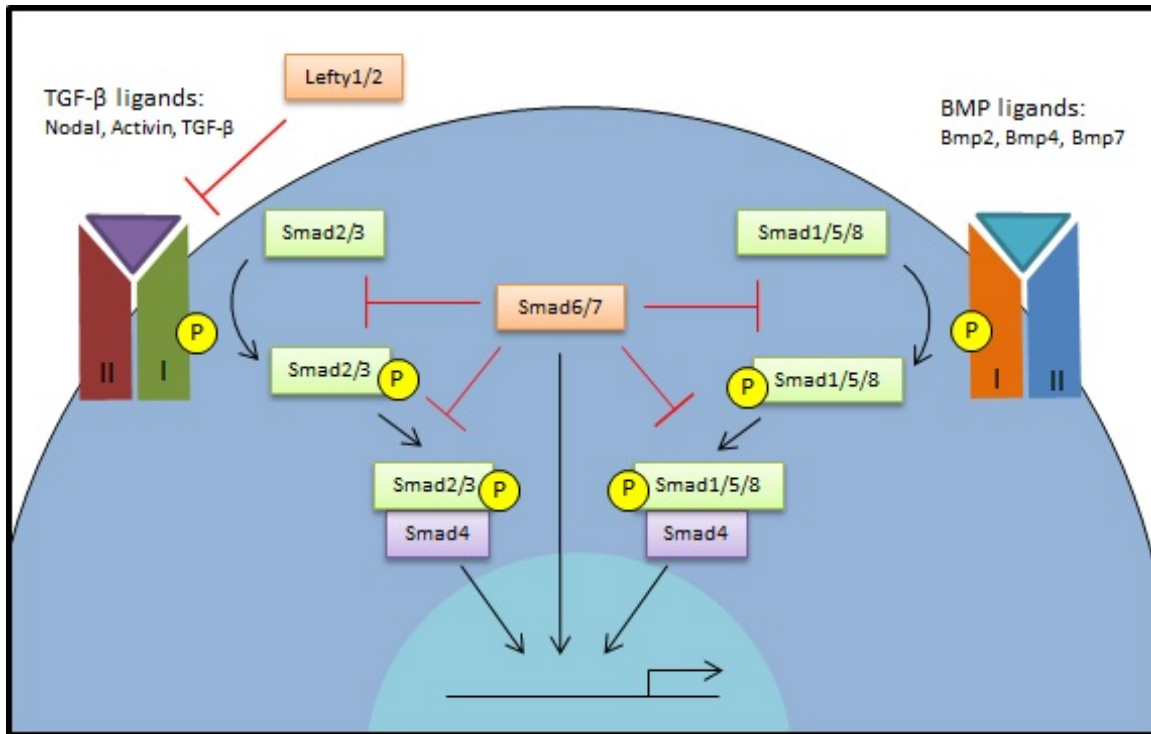 Lefty1/2
TGF-β ligands:
Nodal, Activin, TGF-β
BMP ligands:
Bmp2, Bmp4, Bmp7
Smad2/3
Smad1/5/8
Smad6/7
P
P
II
I
I
II
Smad2/3
P
P
Smad1/5/8
Smad2/3
P
P
Smad1/5/8
Smad4
Smad4